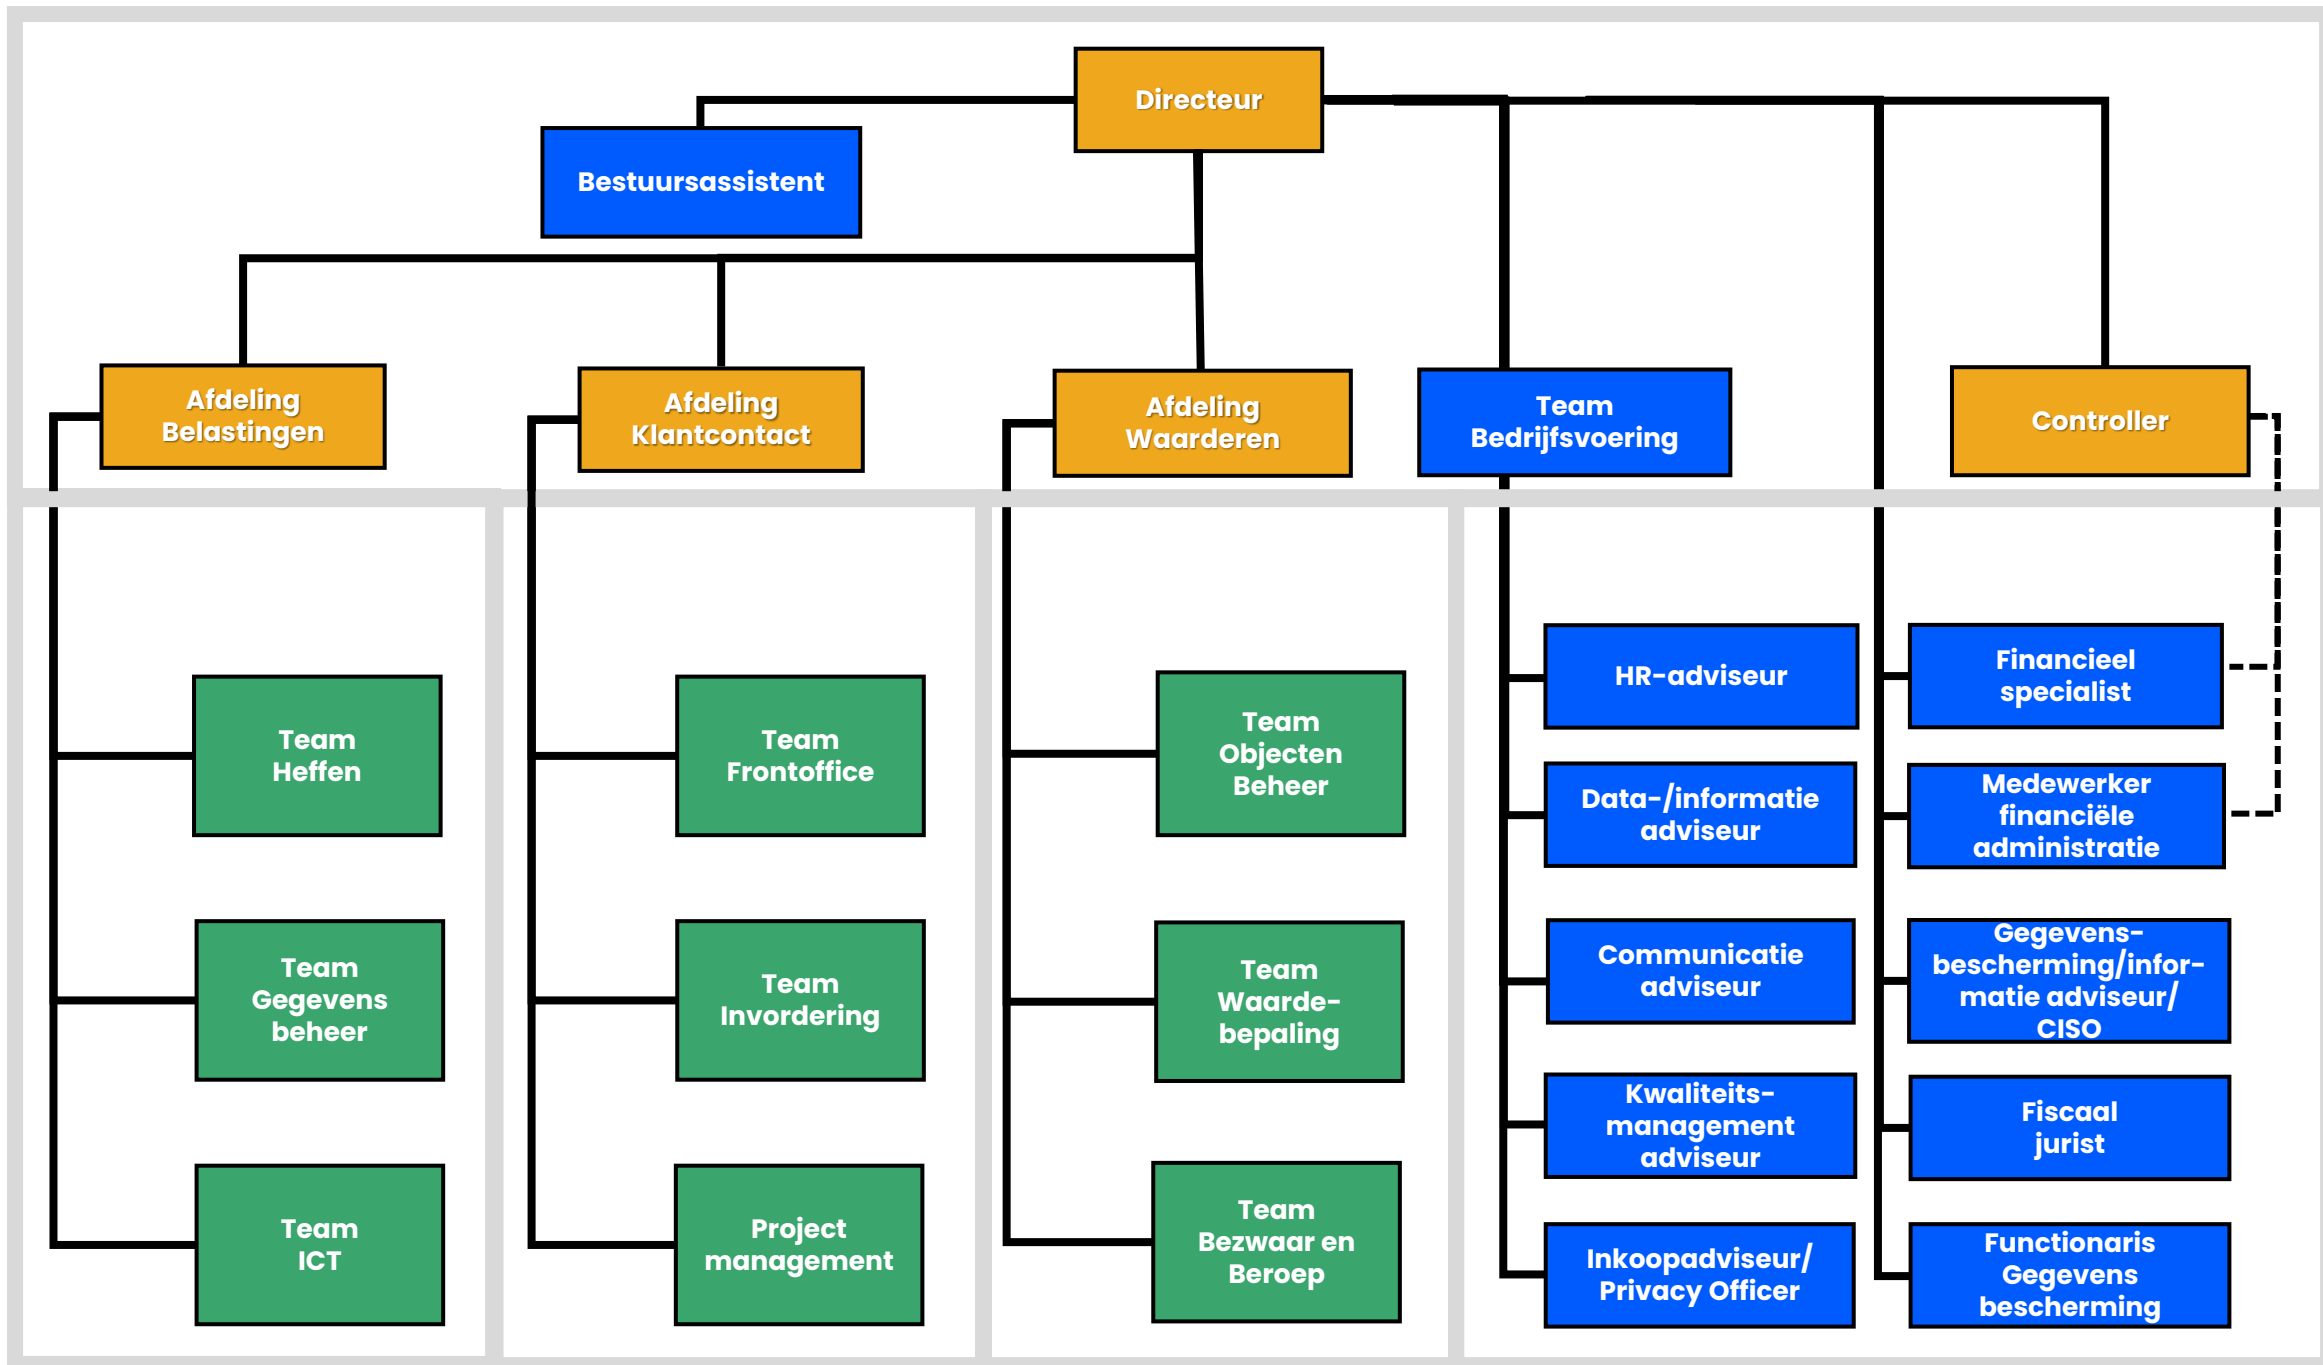 Directeur
Bestuursassistent
Afdeling
Belastingen
Afdeling
Klantcontact
Afdeling
Waarderen
Team
Bedrijfsvoering
Controller
Team
Heffen
Team
Gegevens
beheer
Team
ICT
Team
Frontoffice
Team
Invordering
Project
management
Team
Objecten
Beheer
Team
Waarde-
bepaling
Team
Bezwaar en
Beroep
HR-adviseur
Data-/informatie
adviseur
Communicatie
adviseur
Kwaliteits-
management
adviseur
Inkoopadviseur/
Privacy Officer
Financieel
specialist
Medewerker
financiële
administratie
Gegevens-
bescherming/infor-
matie adviseur/
CISO
Fiscaal
jurist
Functionaris
Gegevens
bescherming